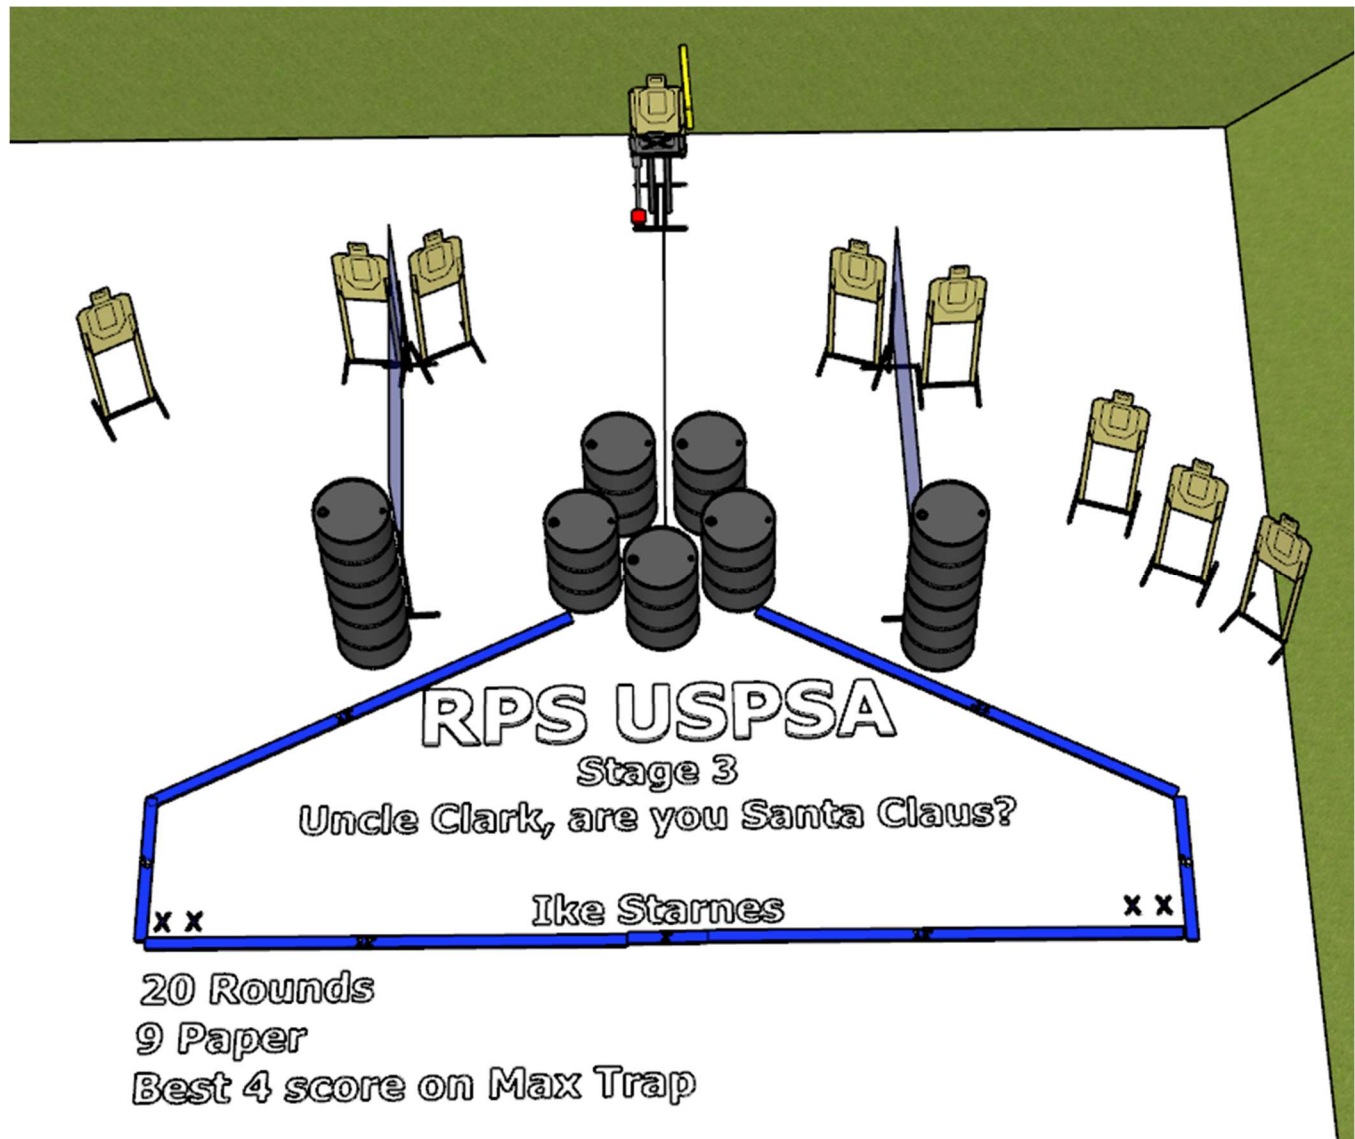 RPS USPSA
Stage 3
Uncle Clark, are you Santa Claus?
X X
X X
Ike Starnes
20 Rounds
9 Paper
Best 4 score on Max Trap